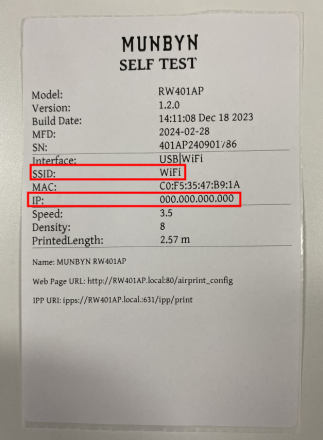 MUNBYN
SELF TEST
Model: RW401AP
Version: 1.2.0
Build Date: 14:11:08 Dec 18 2023
MFD: 2024-02-28
SN: 401AP240901786
Interface: USB|WiFi
SSID: WiFi
MAC: C0:F5:35:47:B9:1A
IP: 000.000.000.000
Speed: 3.5
Density: 8
PrintedLength: 2.57 m
Name: MUNBYN RW401AP
Web Page URL: http://RW401AP.local:80/airprint_config
IPP URI: ipps://RW401AP.local.:631/ipp/print